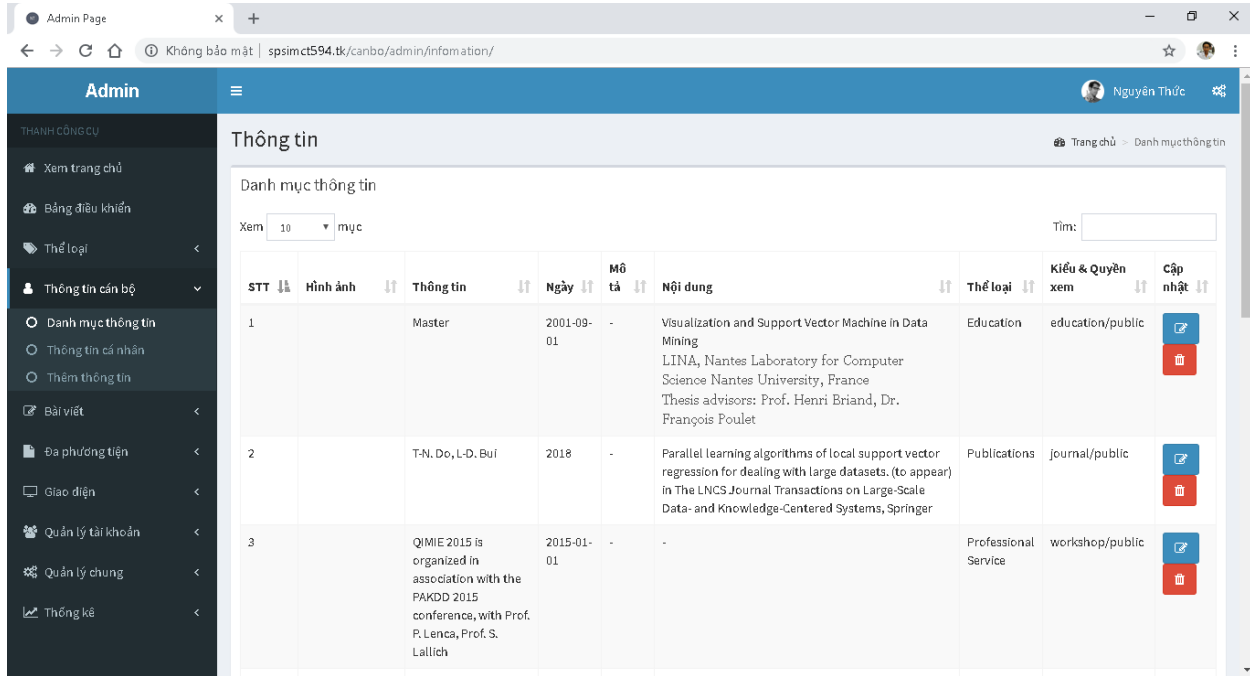 Admin Page
Không bảo mật | spsimct594.tk/canbo/admin/infomation/
Admin
Nguyên Thức
THANH CÔNG CỤ
Xem trang chủ
Bảng điều khiển
Thể loại
Thông tin cán bộ
Danh mục thông tin
Thông tin cá nhân
Thêm thông tin
Bài viết
Đa phương tiện
Giao diện
Quản lý tài khoản
Quản lý chung
Thống kê
Thông tin
Trang chủ > Danh mục thông tin
Danh mục thông tin
Xem 10 mục
Tìm:
STT Hình ảnh Thông tin Ngày Mô tả Nội dung Thể loại Kiểu & Quyền xem Cập nhật
1 Master 2001-09-01 - Visualization and Support Vector Machine in Data Education education/public
Mining
LINA, Nantes Laboratory for Computer
Science Nantes University, France
Thesis advisors: Prof. Henri Briand, Dr.
François Poulet
2 T-N. Do, L-D. Bui 2018 - Parallel learning algorithms of local support vector Publications journal/public
regression for dealing with large datasets. (to appear)
in The LNCS Journal Transactions on Large-Scale
Data- and Knowledge-Centered Systems, Springer
3 QIMIE 2015 is 2015-01-01 - - Professional Service workshop/public
organized in
association with the
PAKDD 2015
conference, with Prof.
P. Lenca, Prof. S.
Lallich